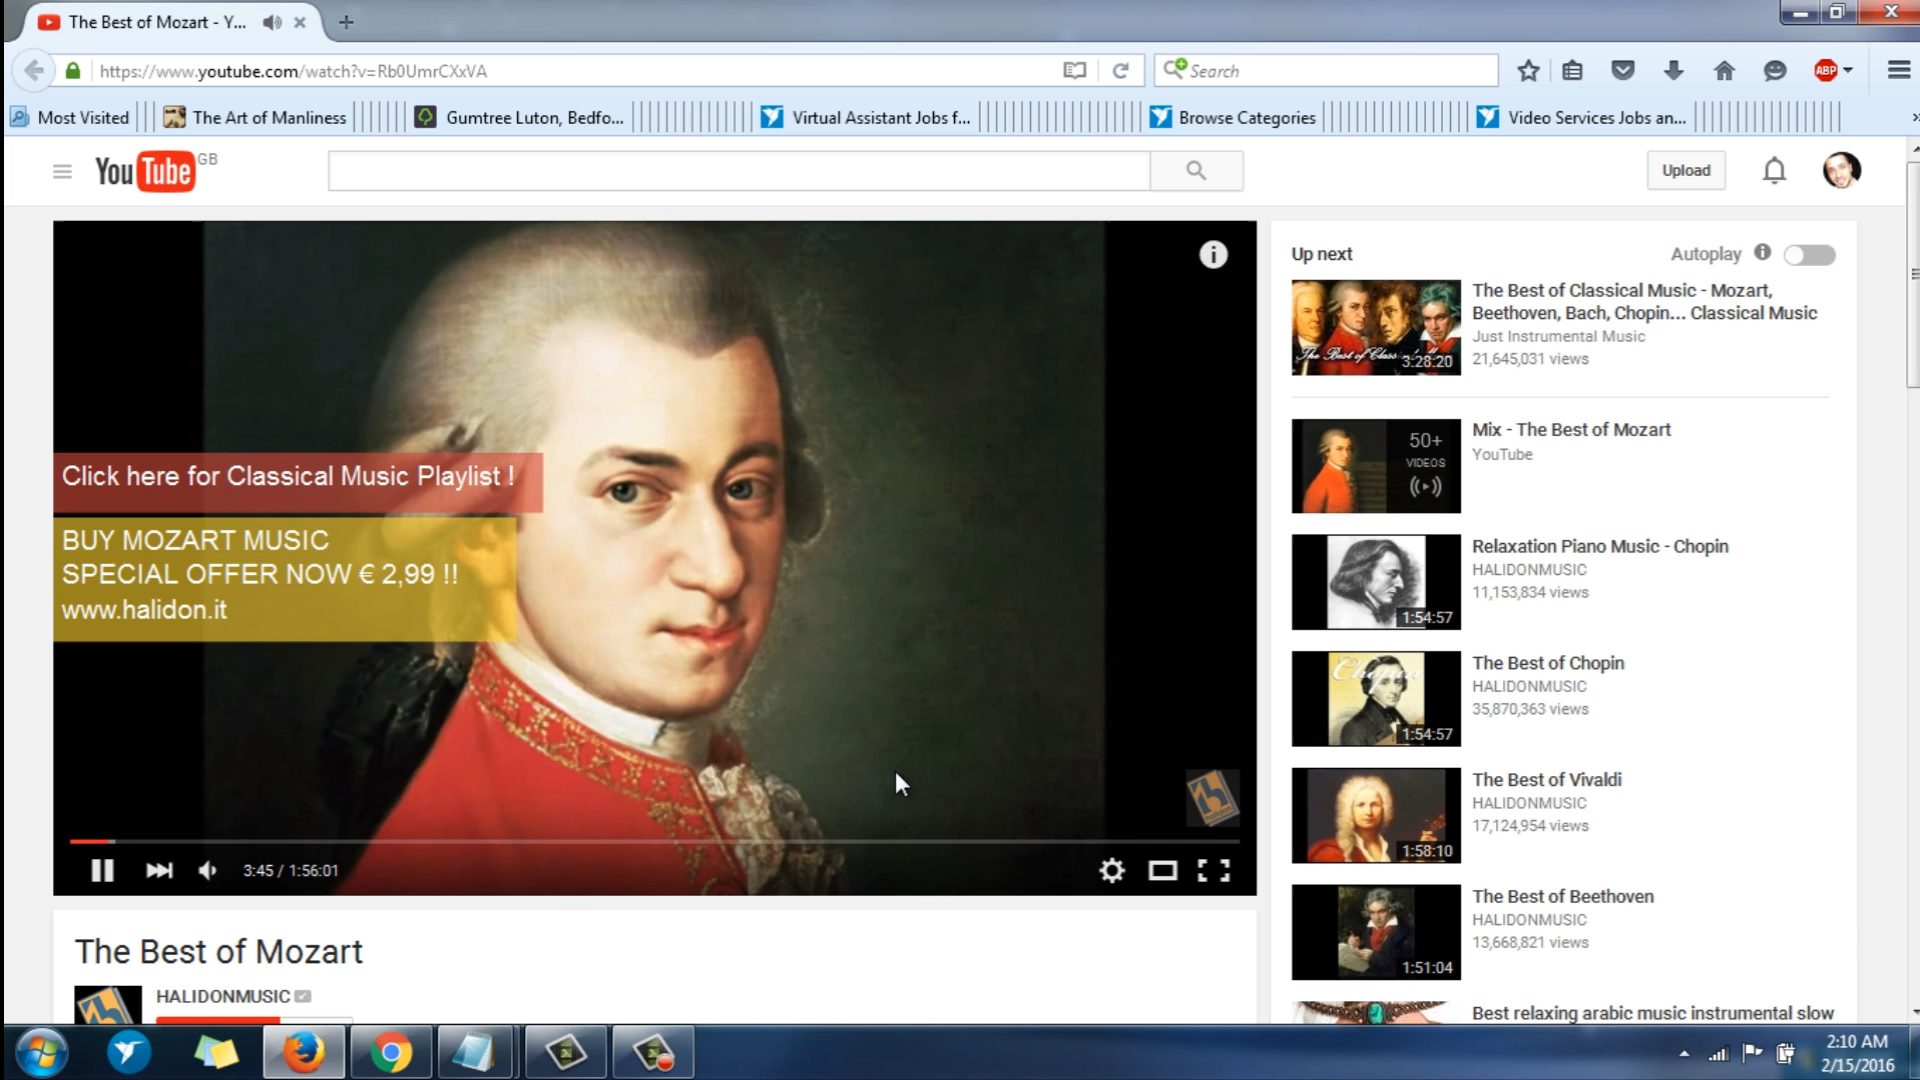 The Best of Mozart - Y...
https://www.youtube.com/watch?v=Rb0UmrCXxVA
Search
ABP
Most Visited
The Art of Manliness
Gumtree Luton, Bedfo...
Virtual Assistant Jobs f...
Browse Categories
Video Services Jobs an...
YouTube GB
Upload
Click here for Classical Music Playlist !
BUY MOZART MUSIC
SPECIAL OFFER NOW € 2,99 !!
www.halidon.it
3:45 / 1:56:01
The Best of Mozart
HALIDONMUSIC
Up next
Autoplay
The Best of Classical Music - Mozart,
Beethoven, Bach, Chopin... Classical Music
Just Instrumental Music
21,645,031 views
3:28:20
Mix - The Best of Mozart
YouTube
50+
VIDEOS
Relaxation Piano Music - Chopin
HALIDONMUSIC
11,153,834 views
1:54:57
The Best of Chopin
HALIDONMUSIC
35,870,363 views
Chopin
1:54:57
The Best of Vivaldi
HALIDONMUSIC
17,124,954 views
1:58:10
The Best of Beethoven
HALIDONMUSIC
13,668,821 views
1:51:04
Best relaxing arabic music instrumental slow
2:10 AM
2/15/2016